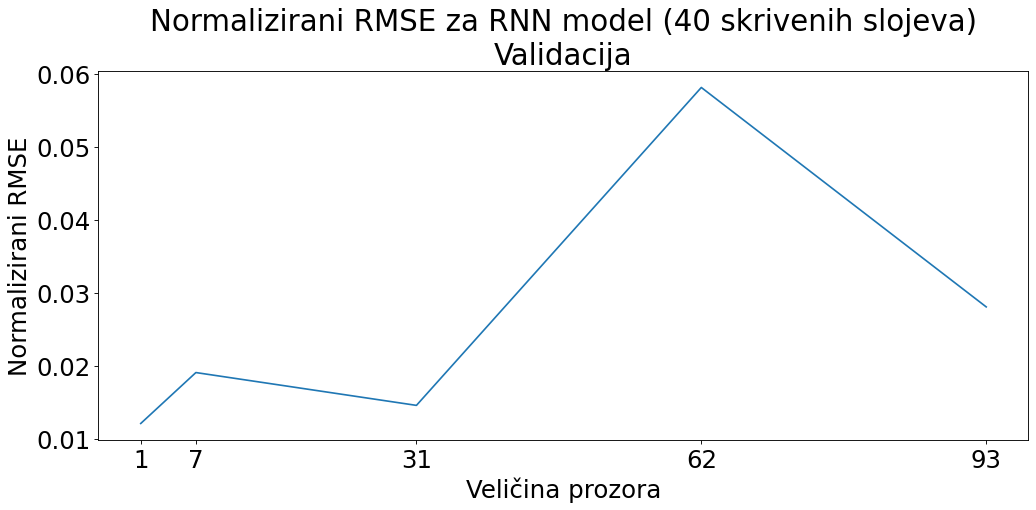 Normalizirani RMSE za RNN model (40 skrivenih slojeva)
Validacija
Normalizirani RMSE
0.06
0.05
0.04
0.03
0.02
0.01
1 7 31 62 93
Veličina prozora